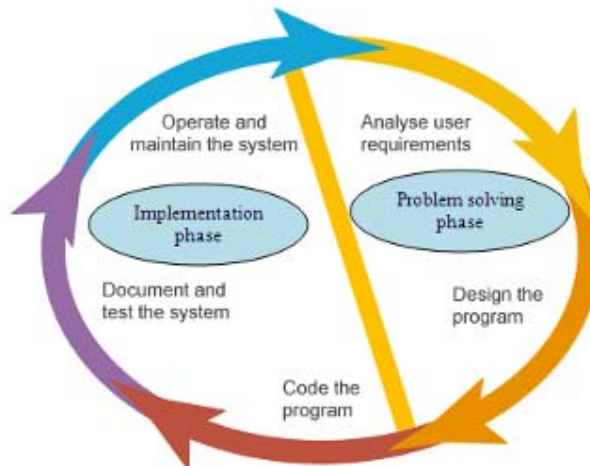 Operate and
maintain the system
Analyse user
requirements
Implementation
phase
Problem solving
phase
Document and
test the system
Design the
program
Code the
program